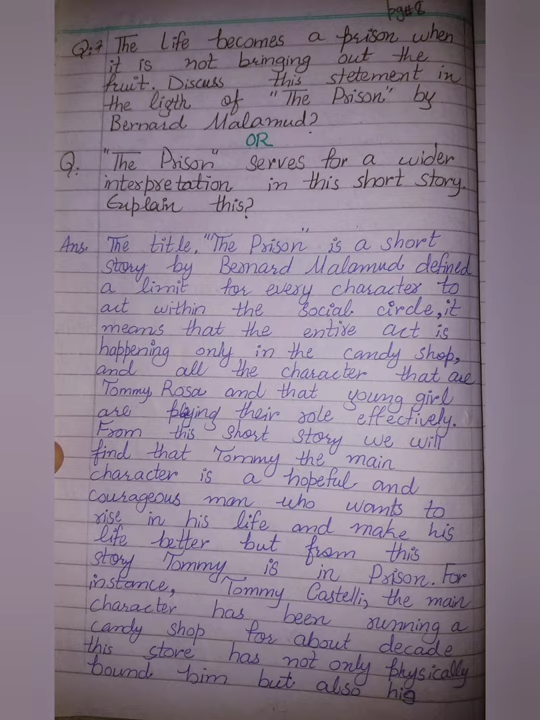 pg#8
Q:7 The life becomes a prison when
it is not bringing out the
fruit. Discuss this stetement in
the ligth of "The Prison" by
Bernard Malamud?
OR
Q. "The Prison" serves for a wider
interpretation in this short story.
Explain this?
Ans. The title, "The Prison" is a short
story by Bernard Malamud defined
a limit for every character to
act within the social circle, it
means that the entire act is
happening only in the candy shop,
and all the character that are
Tommy Rosa and that young girl
are playing their role effectively.
From this short story we will
find that Tommy the main
character is a hopeful and
courageous man who wants to
rise in his life and make his
life better but from this
story Tommy is in Prison. For
instance, Tommy Castelli, the main
character has been running a
candy shop for about decade
this store has not only physically
bound him but also his